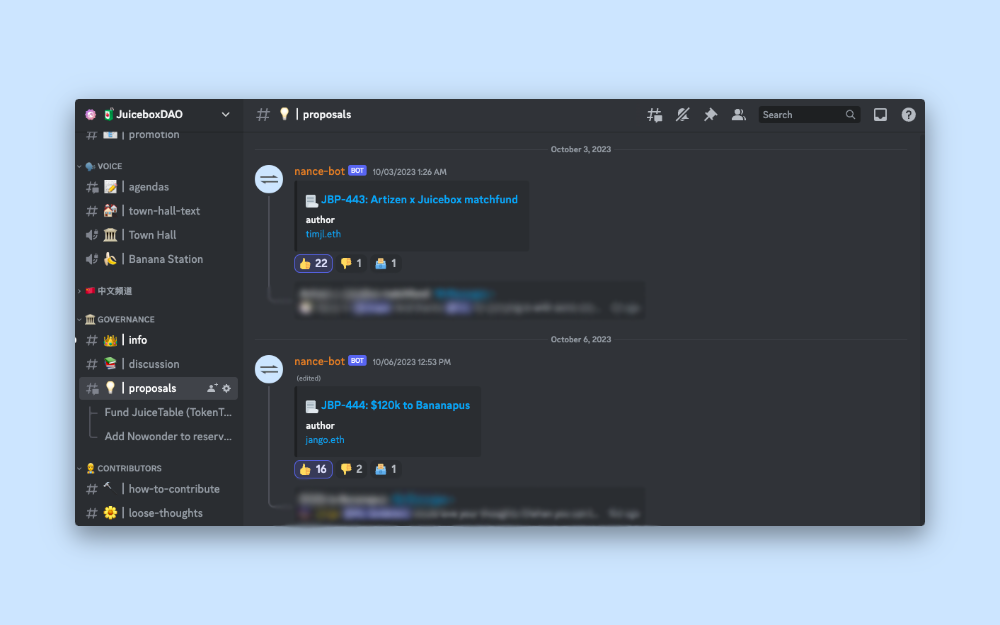 JuiceboxDAO
| promotion
VOICE
| agendas
| town-hall-text
| Town Hall
| Banana Station
中文频道
GOVERNANCE
| info
| discussion
| proposals
Fund JuiceTable (TokenT...
Add Nowonder to reserv...
CONTRIBUTORS
| how-to-contribute
| loose-thoughts
| proposals
Search
October 3, 2023
nance-bot BOT 10/03/2023 1:26 AM
JBP-443: Artizen x Juicebox matchfund
author
timjl.eth
22 1 1
October 6, 2023
nance-bot BOT 10/06/2023 12:53 PM
(edited)
JBP-444: $120k to Bananapus
author
jango.eth
16 2 1